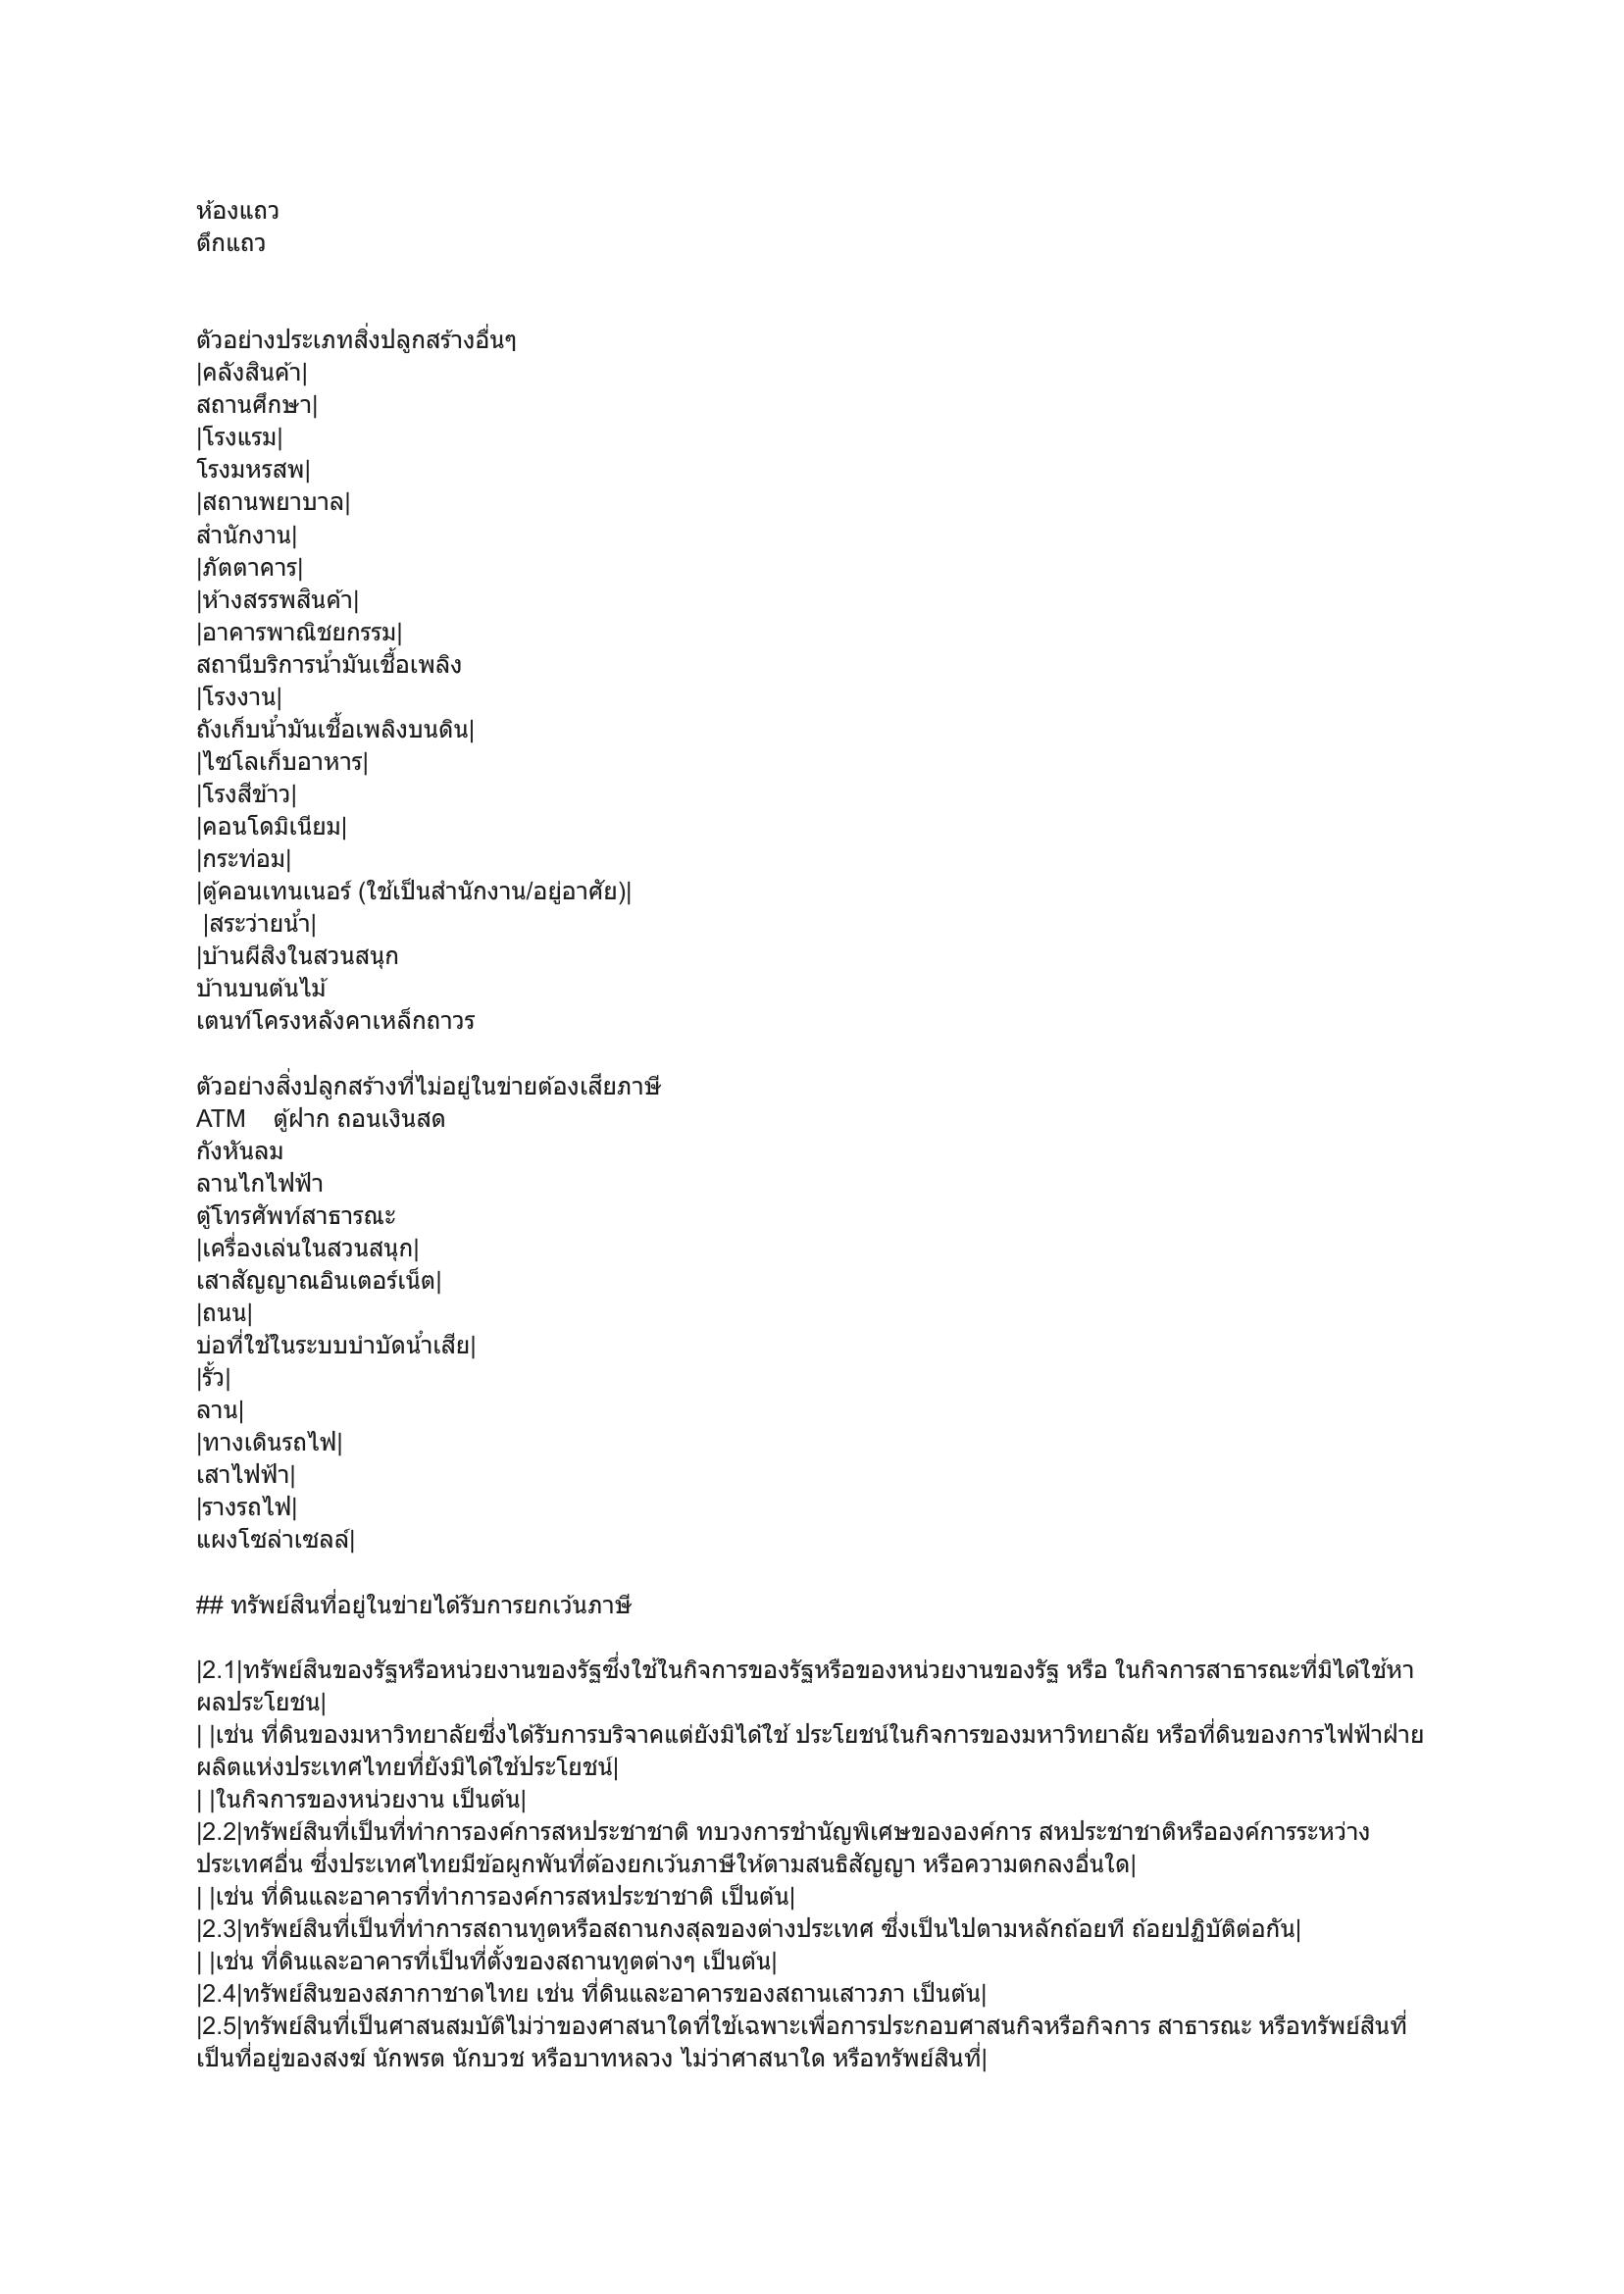 ห้องแถว
ตึกแถว
ตัวอย่างประเภทสิ่งปลูกสร้างอื่นๆ
|คลังสินค้า|
สถานศึกษา|
|โรงแรม|
โรงมหรสพ|
|สถานพยาบาล|
สำนักงาน|
|ภัตตาคาร|
|ห้างสรรพสินค้า|
|อาคารพาณิชยกรรม|
สถานีบริการน้ำมันเชื้อเพลิง
|โรงงาน|
ถังเก็บน้ำมันเชื้อเพลิงบนดิน|
|ไซโลเก็บอาหาร|
|โรงสีข้าว|
|คอนโดมิเนียม|
|กระท่อม|
|ตู้คอนเทนเนอร์ (ใช้เป็นสำนักงาน/อยู่อาศัย)|
|สระว่ายน้ำ|
|บ้านผีสิงในสวนสนุก
บ้านบนต้นไม้
เตนท์โครงหลังคาเหล็กถาวร
ตัวอย่างสิ่งปลูกสร้างที่ไม่อยู่ในข่ายต้องเสียภาษี
ATM    ตู้ฝาก ถอนเงินสด
กังหันลม
ลานไกไฟฟ้า
ตู้โทรศัพท์สาธารณะ
|เครื่องเล่นในสวนสนุก|
เสาสัญญาณอินเตอร์เน็ต|
|ถนน|
บ่อที่ใช้ในระบบบำบัดน้ำเสีย|
|รั้ว|
ลาน|
|ทางเดินรถไฟ|
เสาไฟฟ้า|
|รางรถไฟ|
แผงโซล่าเซลล์|
## ทรัพย์สินที่อยู่ในข่ายได้รับการยกเว้นภาษี
|2.1|ทรัพย์สินของรัฐหรือหน่วยงานของรัฐซึ่งใช้ในกิจการของรัฐหรือของหน่วยงานของรัฐ หรือ ในกิจการสาธารณะที่มิได้ใช้หา
ผลประโยชน|
| |เช่น ที่ดินของมหาวิทยาลัยซึ่งได้รับการบริจาคแต่ยังมิได้ใช้ ประโยชน์ในกิจการของมหาวิทยาลัย หรือที่ดินของการไฟฟ้าฝ่าย
ผลิตแห่งประเทศไทยที่ยังมิได้ใช้ประโยชน์|
| |ในกิจการของหน่วยงาน เป็นต้น|
|2.2|ทรัพย์สินที่เป็นที่ทำการองค์การสหประชาชาติ ทบวงการชำนัญพิเศษขององค์การ สหประชาชาติหรือองค์การระหว่าง
ประเทศอื่น ซึ่งประเทศไทยมีข้อผูกพันที่ต้องยกเว้นภาษีให้ตามสนธิสัญญา หรือความตกลงอื่นใด|
| |เช่น ที่ดินและอาคารที่ทำการองค์การสหประชาชาติ เป็นต้น|
|2.3|ทรัพย์สินที่เป็นที่ทำการสถานทูตหรือสถานกงสุลของต่างประเทศ ซึ่งเป็นไปตามหลักถ้อยที ถ้อยปฏิบัติต่อกัน|
| |เช่น ที่ดินและอาคารที่เป็นที่ตั้งของสถานทูตต่างๆ เป็นต้น|
|2.4|ทรัพย์สินของสภากาชาดไทย เช่น ที่ดินและอาคารของสถานเสาวภา เป็นต้น|
|2.5|ทรัพย์สินที่เป็นศาสนสมบัติไม่ว่าของศาสนาใดที่ใช้เฉพาะเพื่อการประกอบศาสนกิจหรือกิจการ สาธารณะ หรือทรัพย์สินที่
เป็นที่อยู่ของสงฆ์ นักพรต นักบวช หรือบาทหลวง ไม่ว่าศาสนาใด หรือทรัพย์สินที่|